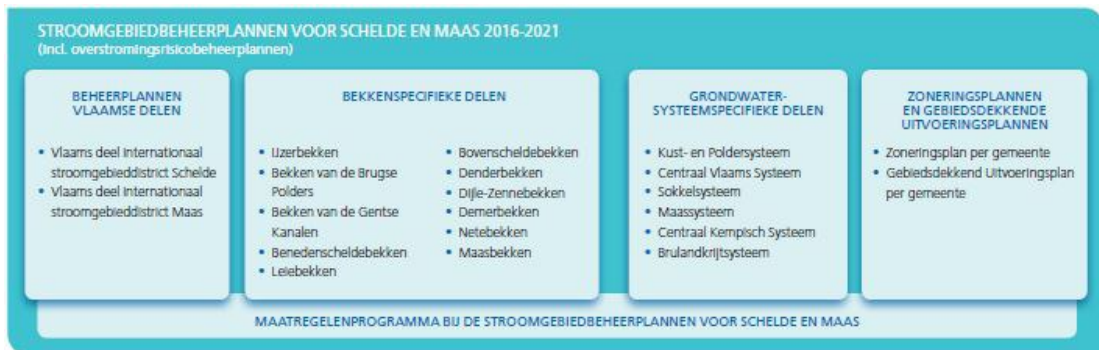 STROOMGEBIEDBEHEERPLANNEN VOOR SCHELDE EN MAAS 2016-2021
(incl. overstromingsrisicobeheerplannen)
BEHEERPLANNEN
VLAAMSE DELEN
• Vlaams deel internationaal
stroomgebieddistrict Schelde
• Vlaams deel internationaal
stroomgebieddistrict Maas
BEKKENSPECIFIEKE DELEN
• IJzerbekken
• Bekken van de Brugse
Polders
• Bekken van de Gentse
Kanalen
• Benedenscheldebekken
• Leiebekken
• Bovenscheldebekken
• Denderbekken
• Dijle-Zennebekken
• Demerbekken
• Netebekken
• Maasbekken
GRONDWATER-
SYSTEEMSPECIFIEKE DELEN
• Kust- en Poldersysteem
• Centraal Vlaams Systeem
• Sokkelsysteem
• Maassysteem
• Centraal Kempisch Systeem
• Brulandkrijtsysteem
ZONERINGSPLANNEN
EN GEBIEDSDEKKENDE
UITVOERINGSPLANNEN
• Zoneringsplan per gemeente
• Gebiedsdekkend Uitvoeringsplan
per gemeente
MAATREGELENPROGRAMMA BIJ DE STROOMGEBIEDBEHEERPLANNEN VOOR SCHELDE EN MAAS